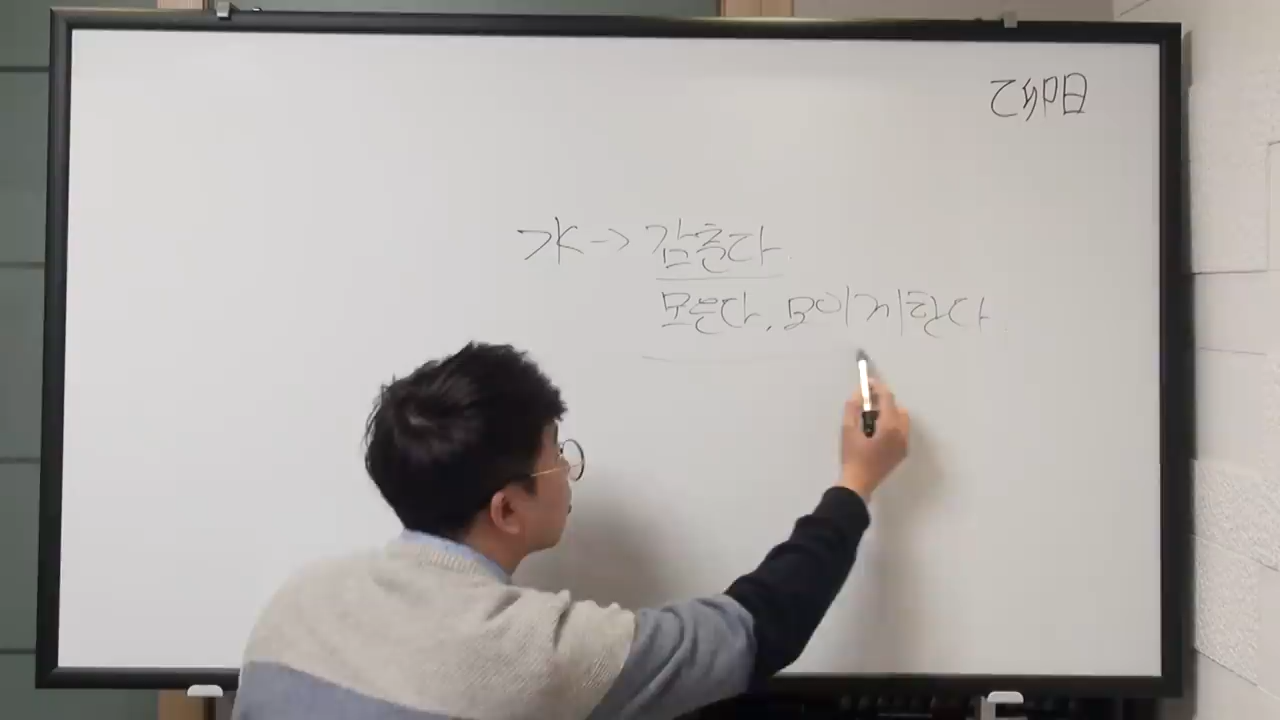 乙卯日
水→ 감춘다.
모은다, 모이게한다.